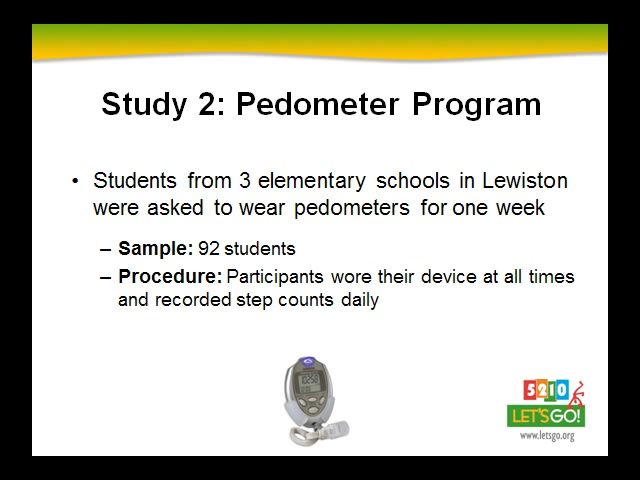 Study 2: Pedometer Program
• Students from 3 elementary schools in Lewiston
were asked to wear pedometers for one week
– Sample: 92 students
– Procedure: Participants wore their device at all times
and recorded step counts daily
5210
LET'S GO!
www.letsgo.org